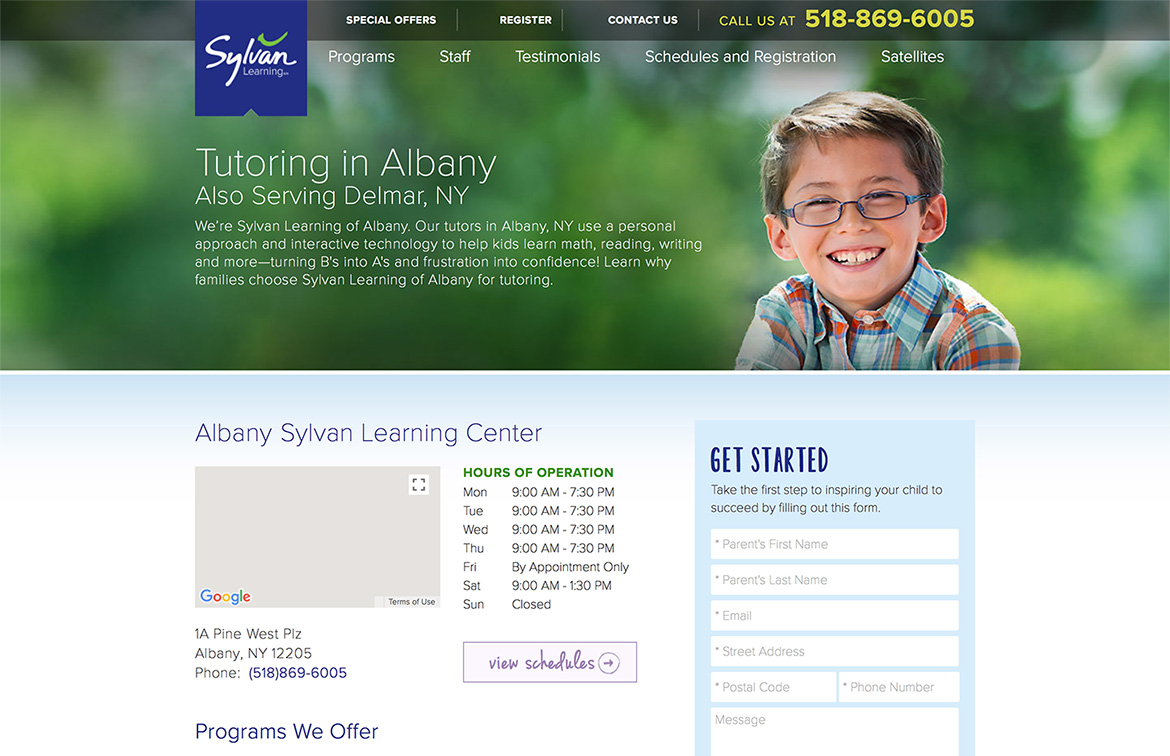 SPECIAL OFFERS
REGISTER
CONTACT US
CALL US AT 518-869-6005
Sylvan
Learning
Programs
Staff
Testimonials
Schedules and Registration
Satellites
Tutoring in Albany
Also Serving Delmar, NY
We're Sylvan Learning of Albany. Our tutors in Albany, NY use a personal
approach and interactive technology to help kids learn math, reading, writing
and more—turning B's into A's and frustration into confidence! Learn why
families choose Sylvan Learning of Albany for tutoring.
Albany Sylvan Learning Center
Google
Terms of Use
1A Pine West Plz
Albany, NY 12205
Phone: (518)869-6005
HOURS OF OPERATION
Mon 9:00 AM - 7:30 PM
Tue 9:00 AM - 7:30 PM
Wed 9:00 AM - 7:30 PM
Thu 9:00 AM - 7:30 PM
Fri By Appointment Only
Sat 9:00 AM - 1:30 PM
Sun Closed
view schedules
Programs We Offer
GET STARTED
Take the first step to inspiring your child to
succeed by filling out this form.
* Parent's First Name
* Parent's Last Name
* Email
* Street Address
* Postal Code
* Phone Number
Message